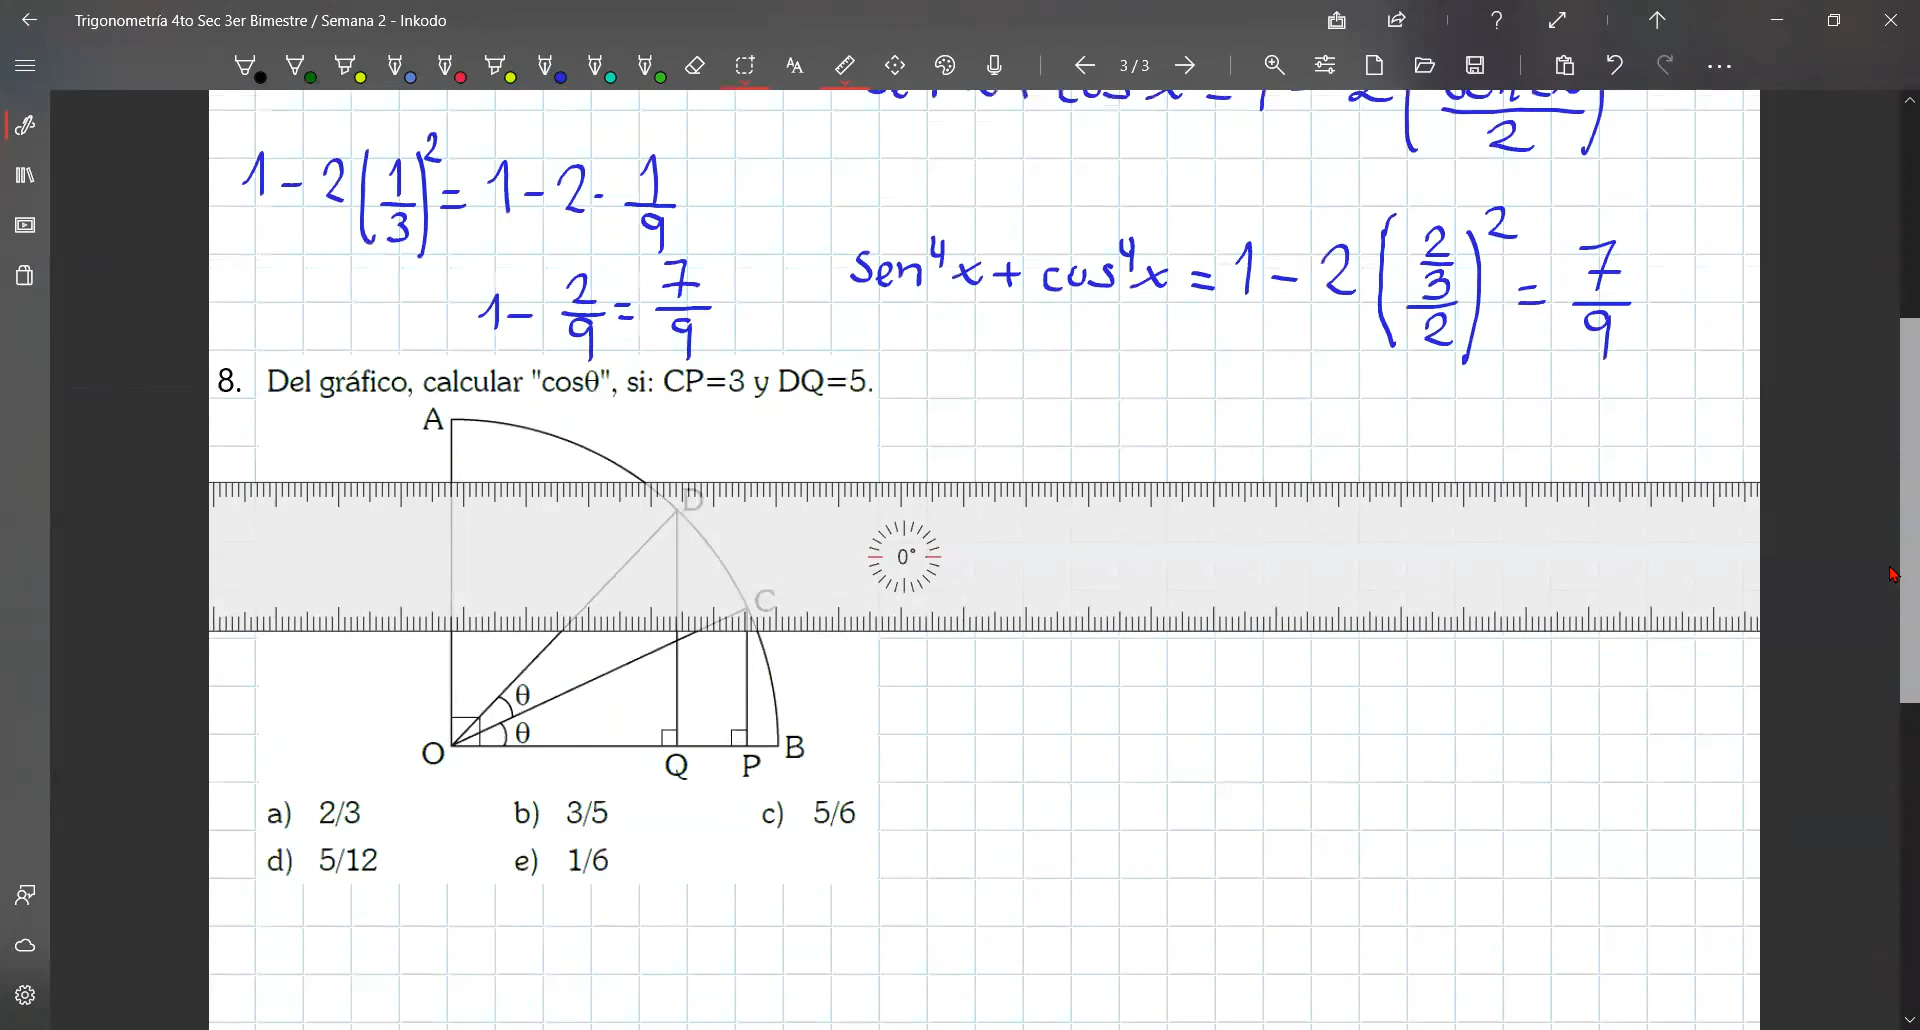 Trigonometría 4to Sec 3er Bimestre / Semana 2 - Inkodo
3 / 3
1 - 2(1/3)² = 1 - 2 · 1/9
2
1 - 2/9 = 7/9
sen⁴x + cos⁴x = 1 - 2((2/3)/2)² = 7/9
8. Del gráfico, calcular "cosθ", si: CP=3 y DQ=5.
A
D
0°
C
θ
θ
O
Q
P
B
a) 2/3 b) 3/5 c) 5/6
d) 5/12 e) 1/6